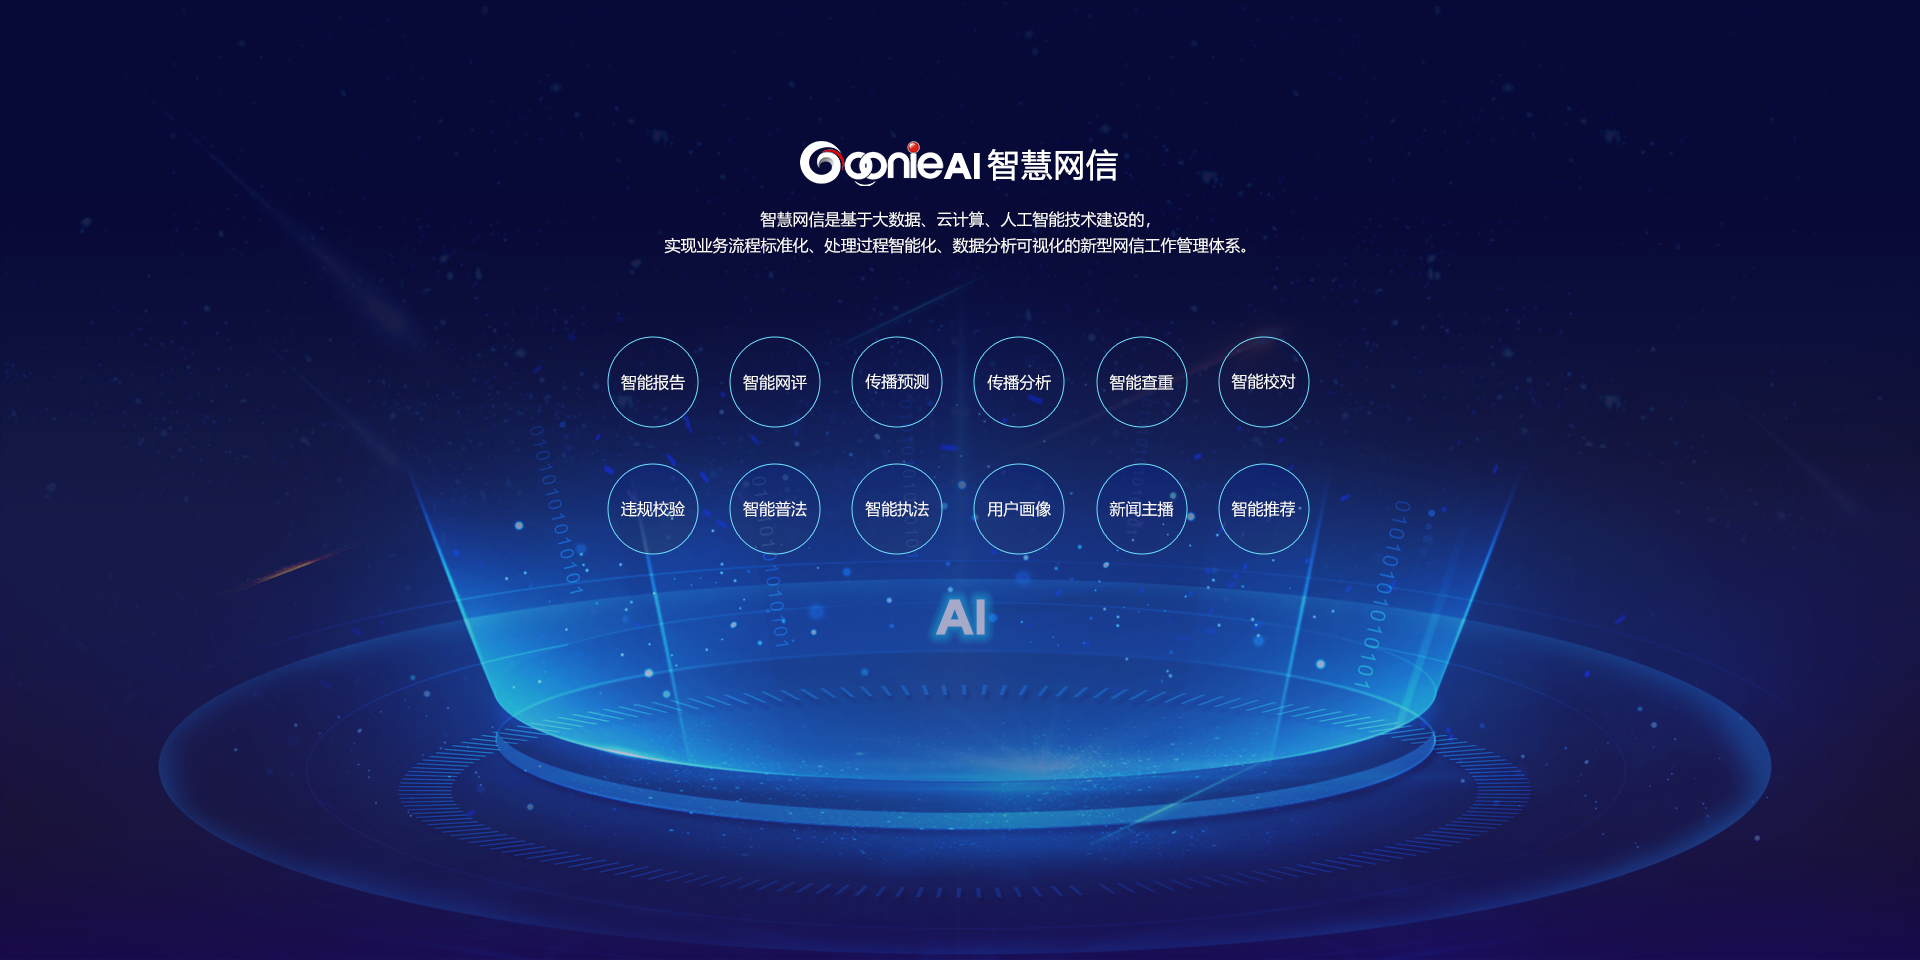 GoonieAI 智慧网信
智慧网信是基于大数据、云计算、人工智能技术建设的，
实现业务流程标准化、处理过程智能化、数据分析可视化的新型网信工作管理体系。
智能报告 智能网评 传播预测 传播分析 智能查重 智能校对
违规校验 智能普法 智能执法 用户画像 新闻主播 智能推荐
AI